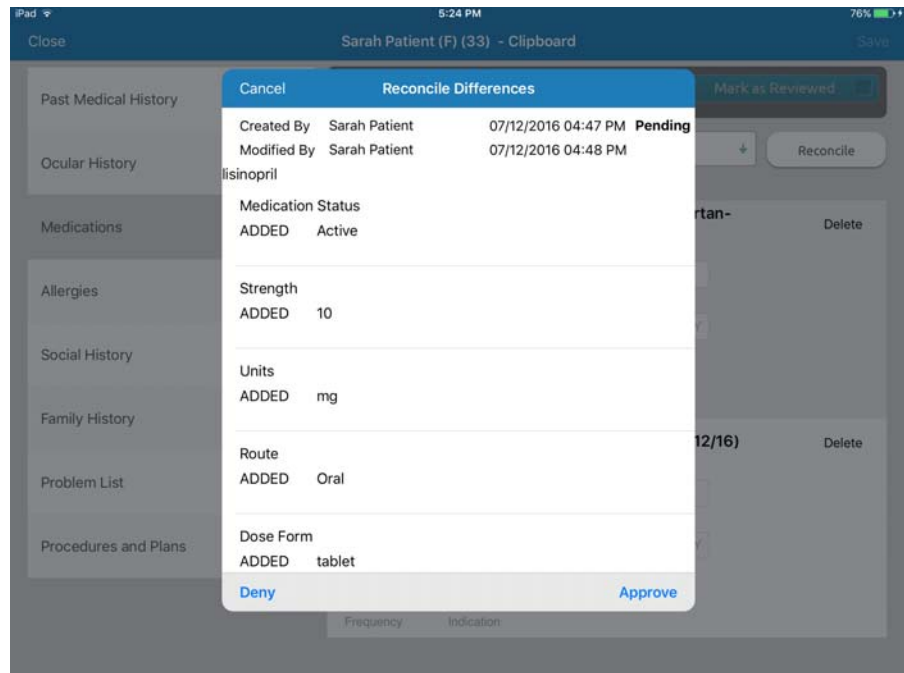 iPad 5:24 PM 76%
Close Sarah Patient (F) (33) - Clipboard Save
Past Medical History
Ocular History
Medications
Allergies
Social History
Family History
Problem List
Procedures and Plans
Mark as Reviewed
Reconcile
rtan-
Delete
12/16)
Delete
Frequency Indication
Cancel Reconcile Differences
Created By Sarah Patient 07/12/2016 04:47 PM Pending
Modified By Sarah Patient 07/12/2016 04:48 PM
lisinopril
Medication Status
ADDED Active
Strength
ADDED 10
Units
ADDED mg
Route
ADDED Oral
Dose Form
ADDED tablet
Deny Approve